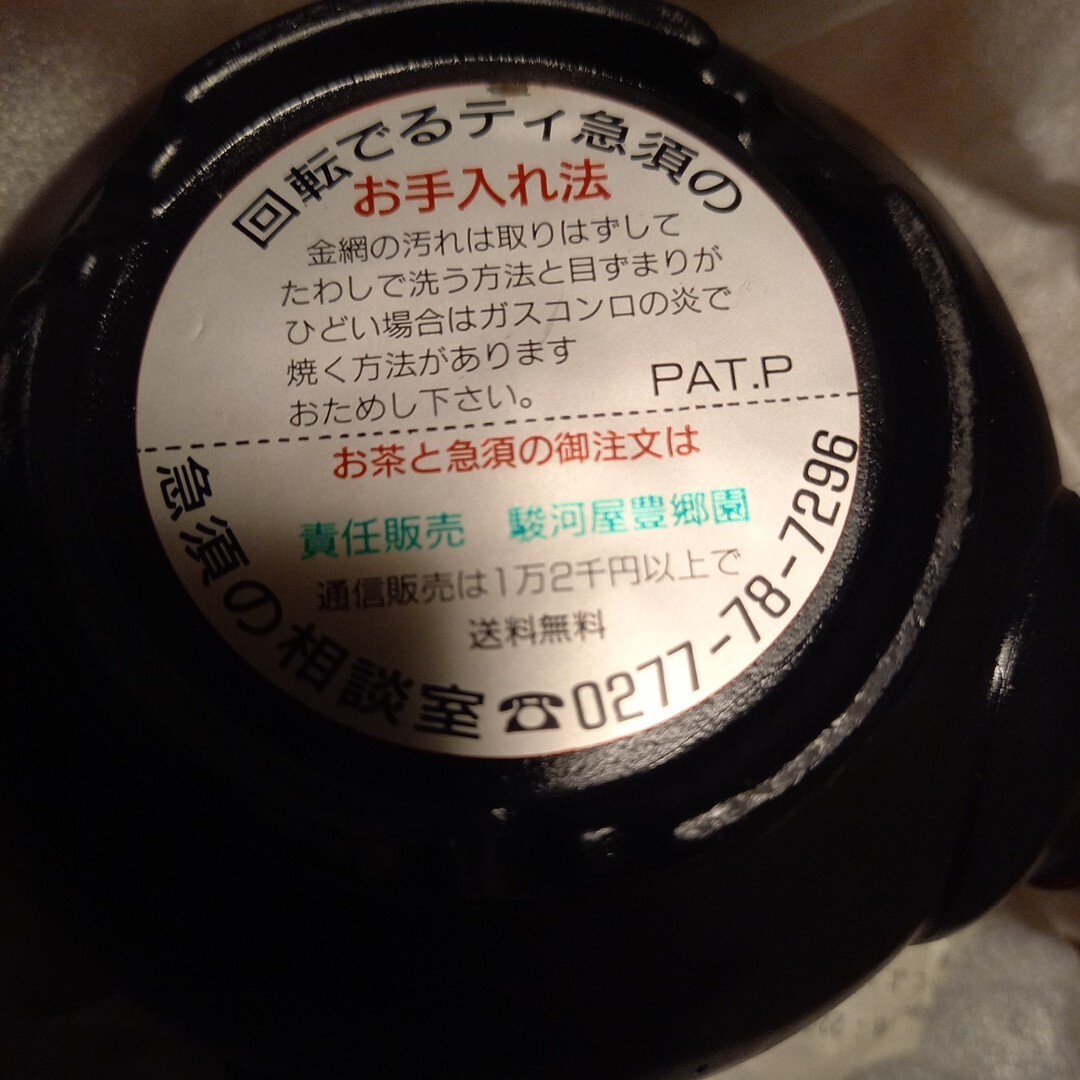 回転でるティ急須の
お手入れ法
金網の汚れは取りはずして
たわしで洗う方法と目ずまりが
ひどい場合はガスコンロの炎で
焼く方法があります
おためし下さい。
PAT.P
お茶と急須の御注文は
責任販売 駿河屋豊郷園
通信販売は1万2千円以上で
送料無料
急須の相談室☎0277-78-7296